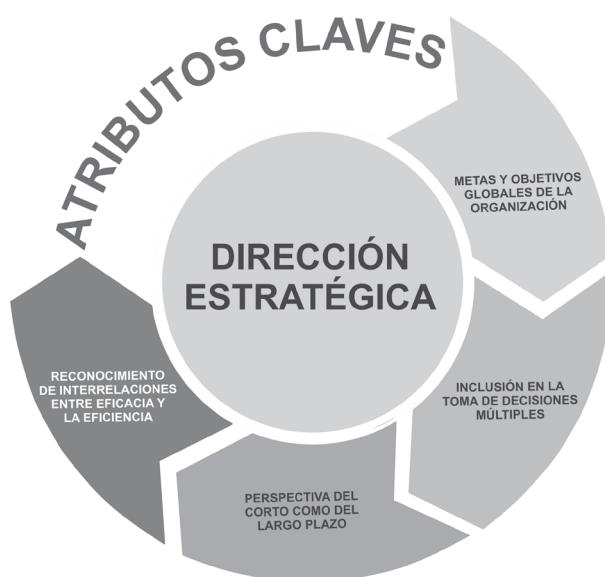 ATRIBUTOS CLAVES
DIRECCIÓN
ESTRATÉGICA
METAS Y OBJETIVOS
GLOBALES DE LA
ORGANIZACIÓN
INCLUSIÓN EN LA
TOMA DE DECISIONES
MÚLTIPLES
PERSPECTIVA DEL
CORTO COMO DEL
LARGO PLAZO
RECONOCIMIENTO
DE INTERRELACIONES
ENTRE EFICACIA Y
LA EFICIENCIA